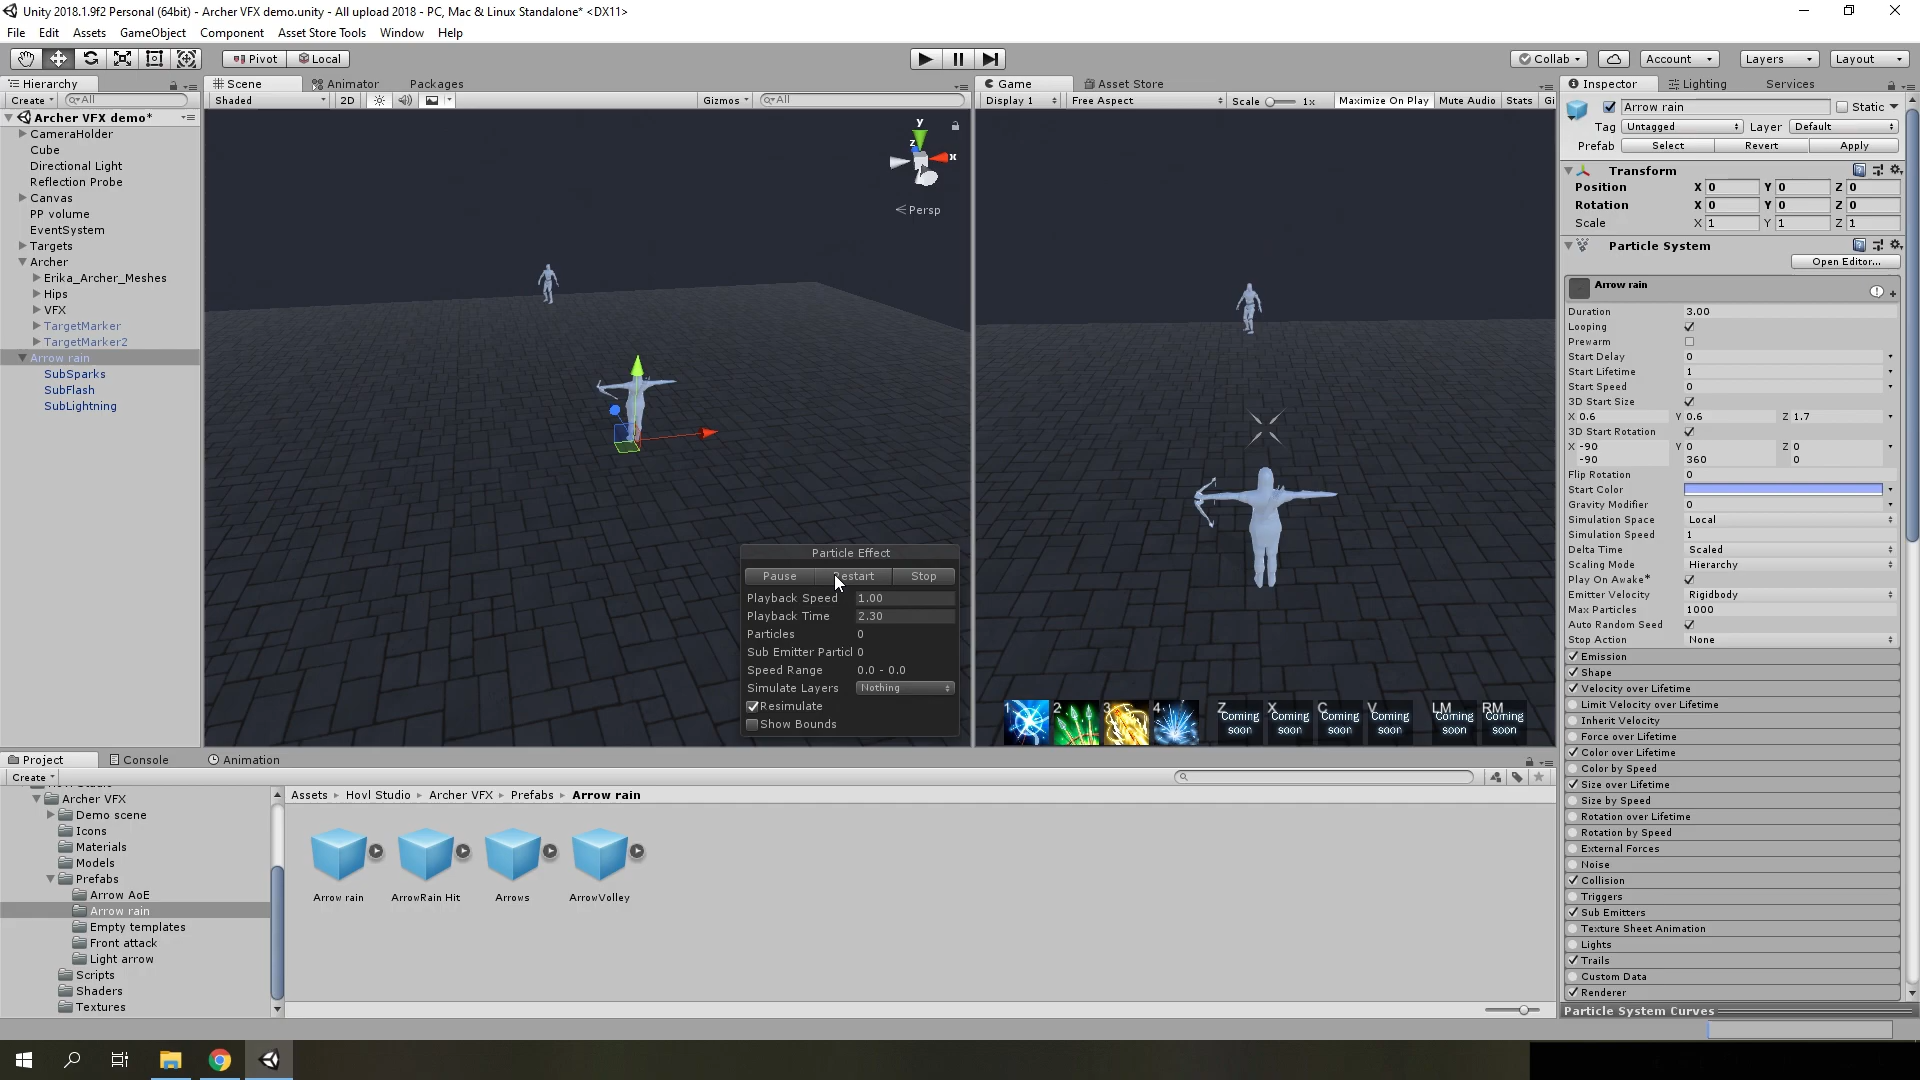 Unity 2018.1.9f2 Personal (64bit) - Archer VFX demo.unity - All upload 2018 - PC, Mac & Linux Standalone* <DX11>
File Edit Assets GameObject Component Asset Store Tools Window Help
Pivot Local Collab Account Layers Layout
Hierarchy
Create All
Archer VFX demo*
CameraHolder
Cube
Directional Light
Reflection Probe
Canvas
PP volume
EventSystem
Targets
Archer
Erika_Archer_Meshes
Hips
VFX
TargetMarker
TargetMarker2
Arrow rain
SubSparks
SubFlash
SubLightning
Scene Animator Packages
Shaded 2D Gizmos All
y
z
x
Persp
Particle Effect
Pause Restart Stop
Playback Speed 1.00
Playback Time 2.30
Particles 0
Sub Emitter Particl 0
Speed Range 0.0 - 0.0
Simulate Layers Nothing
Resimulate
Show Bounds
Game Asset Store
Display 1 Free Aspect Scale 1x Maximize On Play Mute Audio Stats Gi
1 2 3 4 Z X C V LM RM
Coming soon Coming soon Coming soon Coming soon Coming soon Coming soon
Inspector Lighting Services
Arrow rain Static
Tag Untagged Layer Default
Prefab Select Revert Apply
Transform
Position X 0 Y 0 Z 0
Rotation X 0 Y 0 Z 0
Scale X 1 Y 1 Z 1
Particle System
Open Editor...
Arrow rain
Duration 3.00
Looping
Prewarm
Start Delay 0
Start Lifetime 1
Start Speed 0
3D Start Size
X 0.6 Y 0.6 Z 1.7
3D Start Rotation
X -90 Y 0 Z 0
-90 360 0
Flip Rotation 0
Start Color
Gravity Modifier 0
Simulation Space Local
Simulation Speed 1
Delta Time Scaled
Scaling Mode Hierarchy
Play On Awake*
Emitter Velocity Rigidbody
Max Particles 1000
Auto Random Seed
Stop Action None
Emission
Shape
Velocity over Lifetime
Limit Velocity over Lifetime
Inherit Velocity
Force over Lifetime
Color over Lifetime
Color by Speed
Size over Lifetime
Size by Speed
Rotation over Lifetime
Rotation by Speed
External Forces
Noise
Collision
Triggers
Sub Emitters
Texture Sheet Animation
Lights
Trails
Custom Data
Renderer
Particle System Curves
Project Console Animation
Create
Archer VFX
Demo scene
Icons
Materials
Models
Prefabs
Arrow AoE
Arrow rain
Empty templates
Front attack
Light arrow
Scripts
Shaders
Textures
Assets Hovl Studio Archer VFX Prefabs Arrow rain
Arrow rain ArrowRain Hit Arrows ArrowVolley